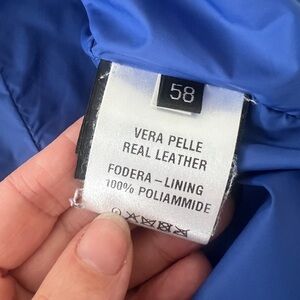 58
VERA PELLE
REAL LEATHER
FODERA - LINING
100% POLIAMMIDE